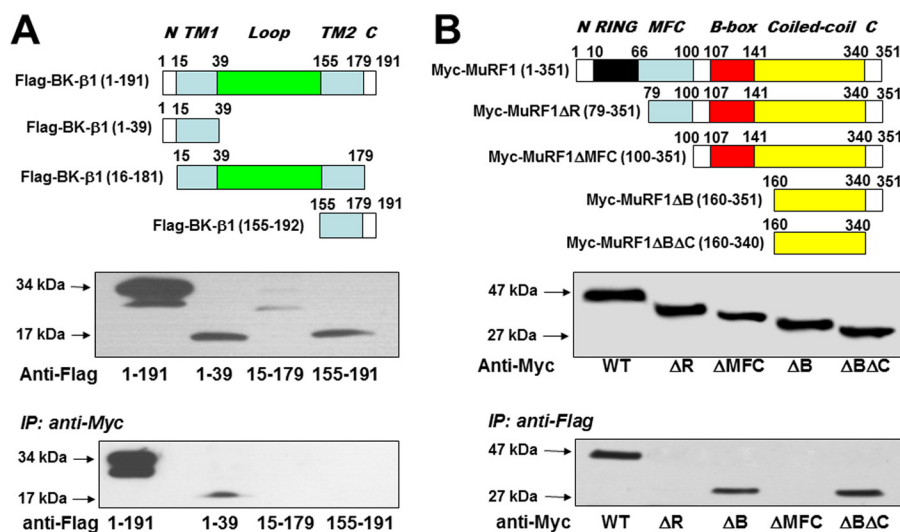 A
N TM1 Loop TM2 C
1 15 39 155 179 191
Flag-BK-β1 (1-191)
1 15 39
Flag-BK-β1 (1-39)
15 39 179
Flag-BK-β1 (16-181)
155 179 191
Flag-BK-β1 (155-192)
34 kDa
17 kDa
Anti-Flag 1-191 1-39 15-179 155-191
IP: anti-Myc
34 kDa
17 kDa
anti-Flag 1-191 1-39 15-179 155-191
B
N RING MFC B-box Coiled-coil C
1 10 66 100 107 141 340 351
Myc-MuRF1 (1-351)
79 100 107 141 340 351
Myc-MuRF1ΔR (79-351)
100 107 141 340 351
Myc-MuRF1ΔMFC (100-351)
160 340 351
Myc-MuRF1ΔB (160-351)
160 340
Myc-MuRF1ΔBΔC (160-340)
47 kDa
27 kDa
Anti-Myc WT ΔR ΔMFC ΔB ΔBΔC
IP: anti-Flag
47 kDa
27 kDa
anti-Myc WT ΔR ΔB ΔMFC ΔBΔC